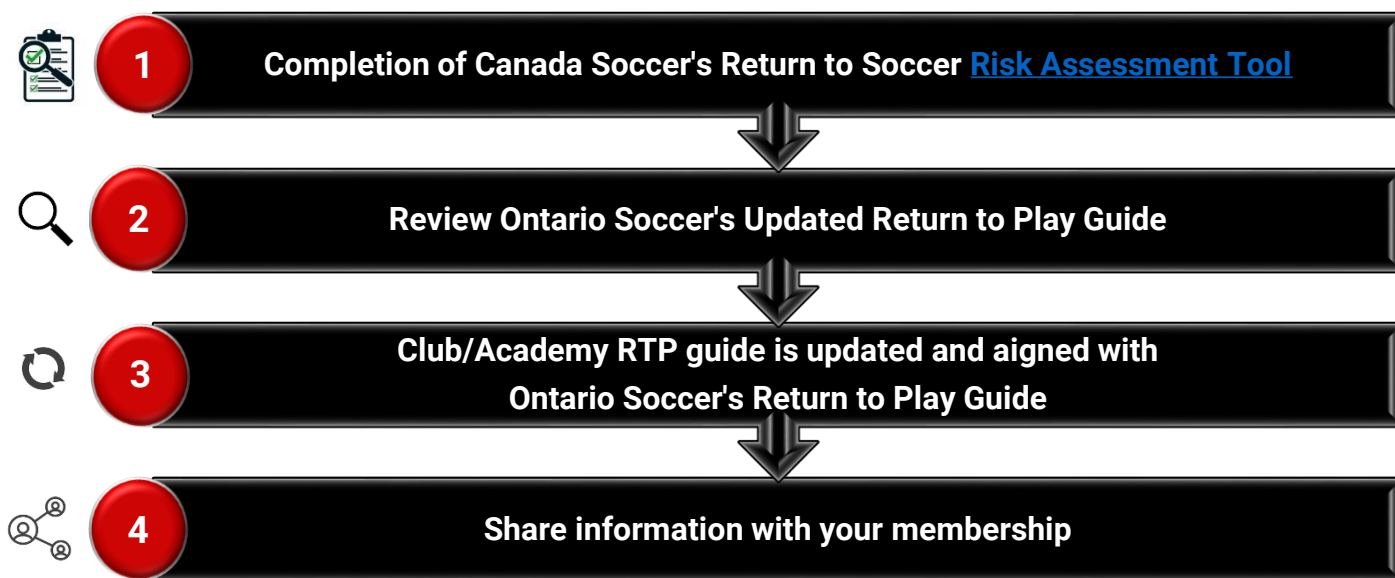 1
Completion of Canada Soccer's Return to Soccer Risk Assessment Tool
2
Review Ontario Soccer's Updated Return to Play Guide
3
Club/Academy RTP guide is updated and aigned with
Ontario Soccer's Return to Play Guide
4
Share information with your membership